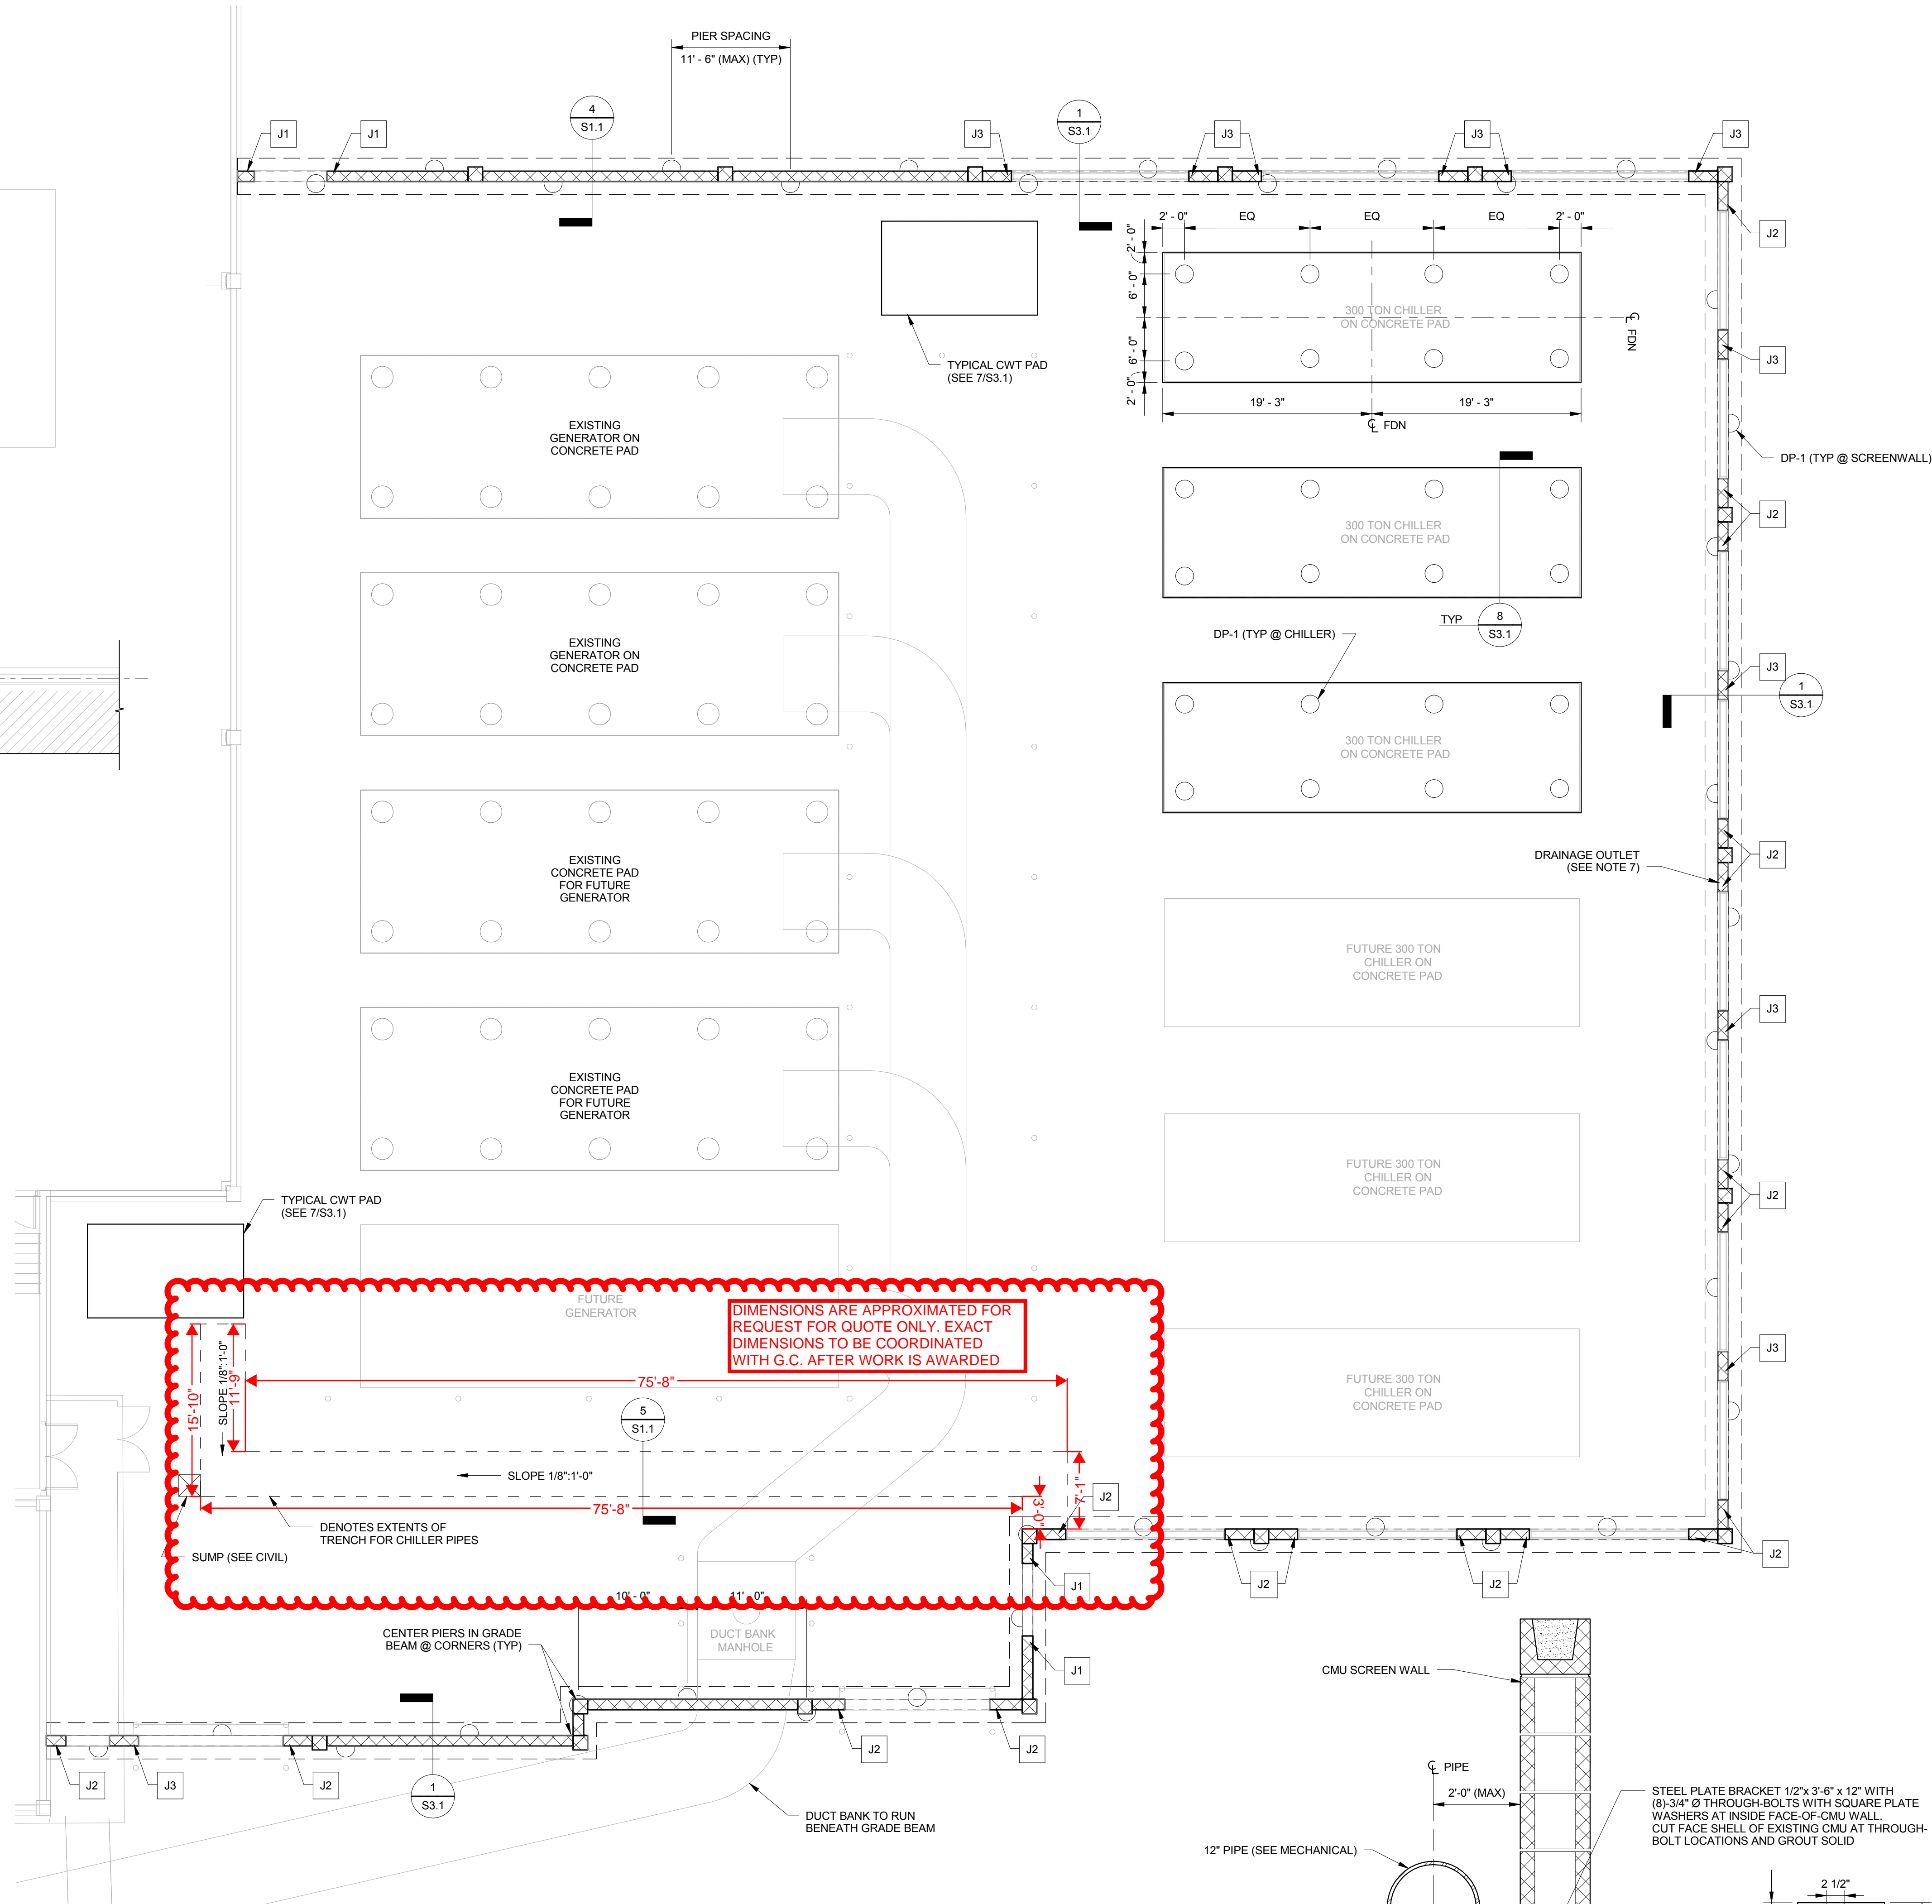 PIER SPACING
11' - 6" (MAX) (TYP)
4
S1.1
1
S3.1
J1
J1
J3
J3
J3
J3
2' - 0"
EQ
EQ
EQ
2' - 0"
J2
2' - 0"
6' - 0"
6' - 0"
2' - 0"
300 TON CHILLER
ON CONCRETE PAD
℄ FDN
19' - 3"
19' - 3"
℄ FDN
TYPICAL CWT PAD
(SEE 7/S3.1)
J3
EXISTING
GENERATOR ON
CONCRETE PAD
DP-1 (TYP @ SCREENWALL)
300 TON CHILLER
ON CONCRETE PAD
J2
EXISTING
GENERATOR ON
CONCRETE PAD
DP-1 (TYP @ CHILLER)
TYP
8
S3.1
J3
1
S3.1
300 TON CHILLER
ON CONCRETE PAD
EXISTING
CONCRETE PAD
FOR FUTURE
GENERATOR
DRAINAGE OUTLET
(SEE NOTE 7)
J2
FUTURE 300 TON
CHILLER ON
CONCRETE PAD
J3
EXISTING
CONCRETE PAD
FOR FUTURE
GENERATOR
FUTURE 300 TON
CHILLER ON
CONCRETE PAD
J2
TYPICAL CWT PAD
(SEE 7/S3.1)
FUTURE
GENERATOR
DIMENSIONS ARE APPROXIMATED FOR
REQUEST FOR QUOTE ONLY. EXACT
DIMENSIONS TO BE COORDINATED
WITH G.C. AFTER WORK IS AWARDED
J3
FUTURE 300 TON
CHILLER ON
CONCRETE PAD
15'-10"
SLOPE 1/8":1'-0"
11'-9"
75'-8"
5
S1.1
SLOPE 1/8":1'-0"
75'-8"
3'-0"
7'-1"
J2
DENOTES EXTENTS OF
TRENCH FOR CHILLER PIPES
SUMP (SEE CIVIL)
J2
J2
J2
J1
10' - 0"
11' - 0"
CENTER PIERS IN GRADE
BEAM @ CORNERS (TYP)
DUCT BANK
MANHOLE
J1
CMU SCREEN WALL
J2
J2
J2
J3
J2
1
S3.1
DUCT BANK TO RUN
BENEATH GRADE BEAM
℄ PIPE
2'-0" (MAX)
12" PIPE (SEE MECHANICAL)
STEEL PLATE BRACKET 1/2"x 3'-6" x 12" WITH
(8)-3/4" Ø THROUGH-BOLTS WITH SQUARE PLATE
WASHERS AT INSIDE FACE-OF-CMU WALL.
CUT FACE SHELL OF EXISTING CMU AT THROUGH-
BOLT LOCATIONS AND GROUT SOLID
2 1/2"